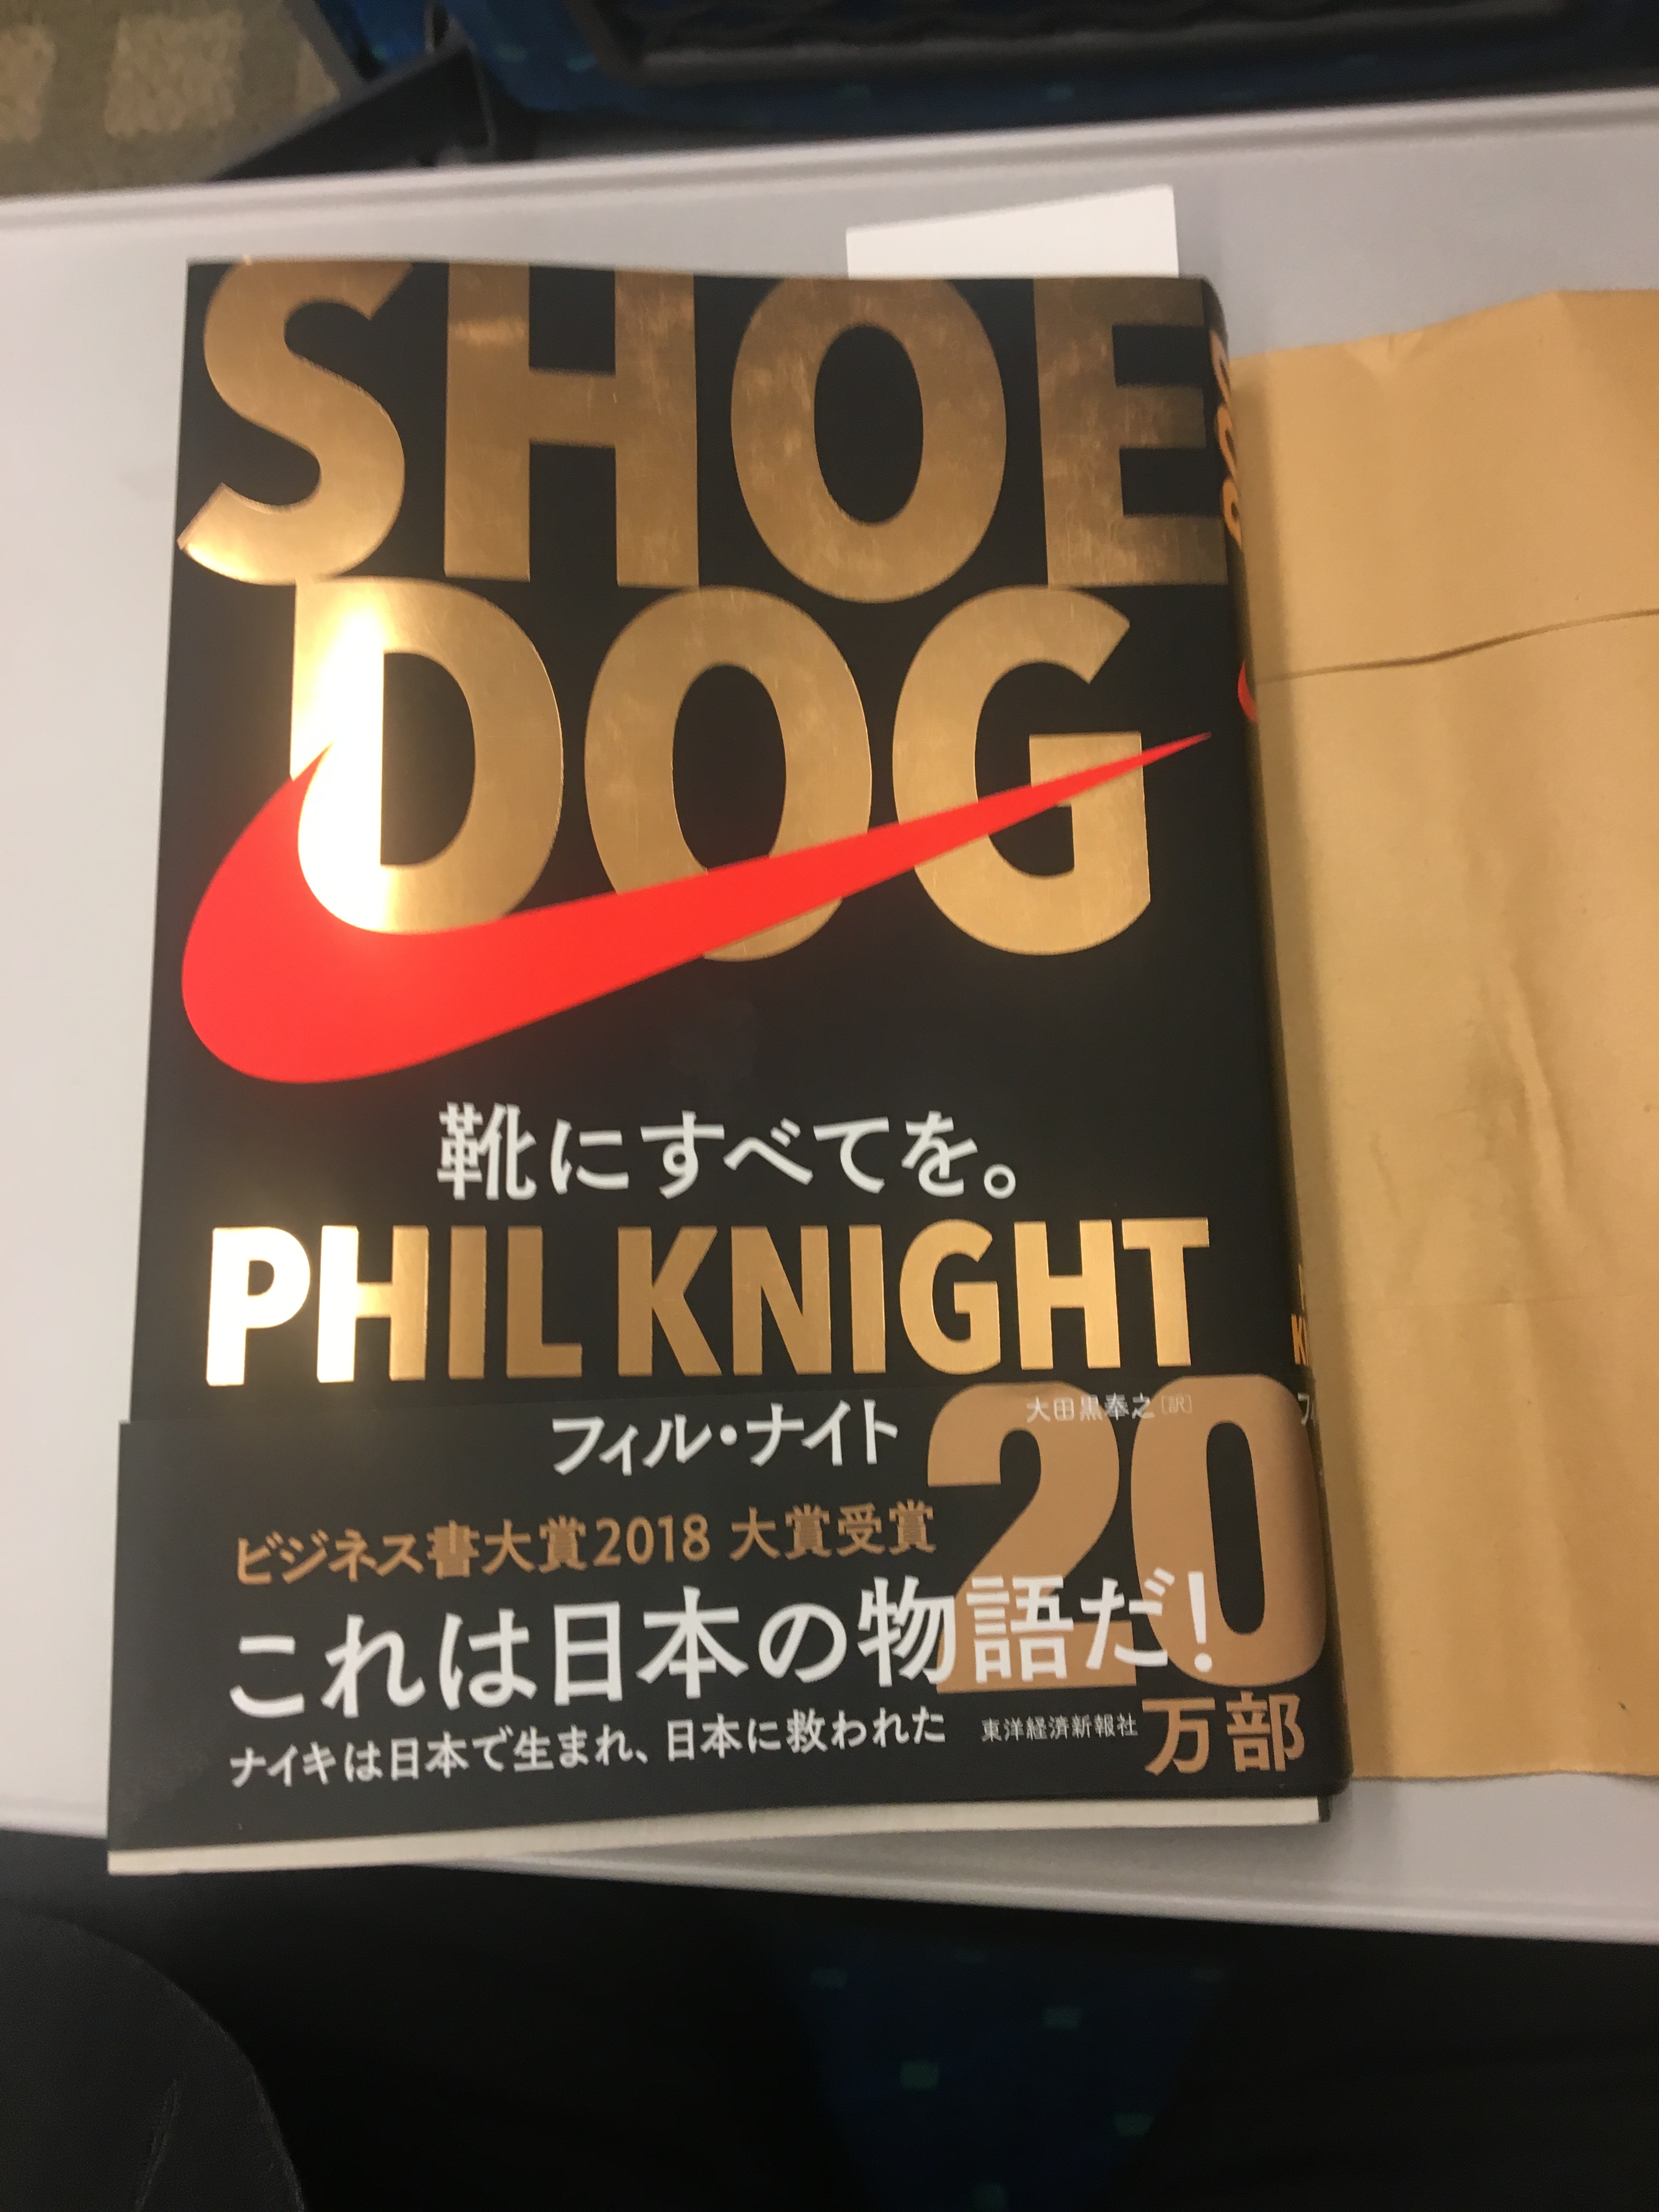 SHOE
DOG
靴にすべてを。
PHIL KNIGHT
フィル・ナイト
大田黒奉之[訳]
20
万部
ビジネス書大賞2018 大賞受賞
これは日本の物語だ!
ナイキは日本で生まれ、日本に救われた
東洋経済新報社